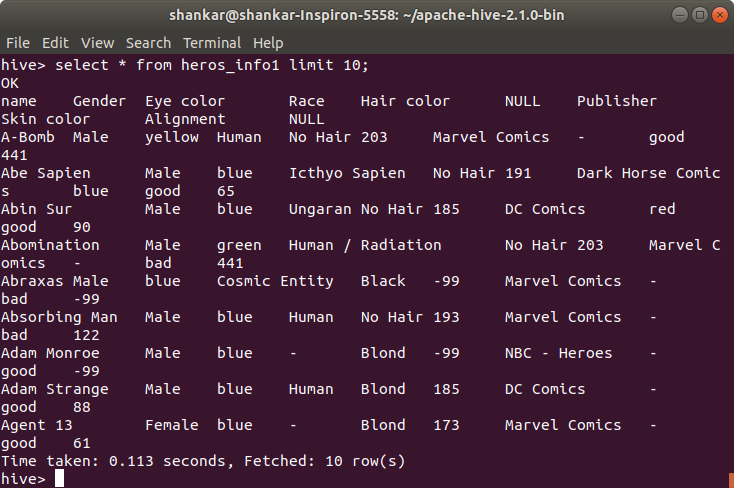 shankar@shankar-Inspiron-5558: ~/apache-hive-2.1.0-bin
File Edit View Search Terminal Help
hive> select * from heros_info1 limit 10;
OK
name Gender Eye color Race Hair color NULL Publisher
Skin color Alignment NULL
A-Bomb Male yellow Human No Hair 203 Marvel Comics - good
441
Abe Sapien Male blue Icthyo Sapien No Hair 191 Dark Horse Comic
s blue good 65
Abin Sur Male blue Ungaran No Hair 185 DC Comics red
good 90
Abomination Male green Human / Radiation No Hair 203 Marvel C
omics - bad 441
Abraxas Male blue Cosmic Entity Black -99 Marvel Comics -
bad -99
Absorbing Man Male blue Human No Hair 193 Marvel Comics -
bad 122
Adam Monroe Male blue - Blond -99 NBC - Heroes -
good -99
Adam Strange Male blue Human Blond 185 DC Comics -
good 88
Agent 13 Female blue - Blond 173 Marvel Comics -
good 61
Time taken: 0.113 seconds, Fetched: 10 row(s)
hive>